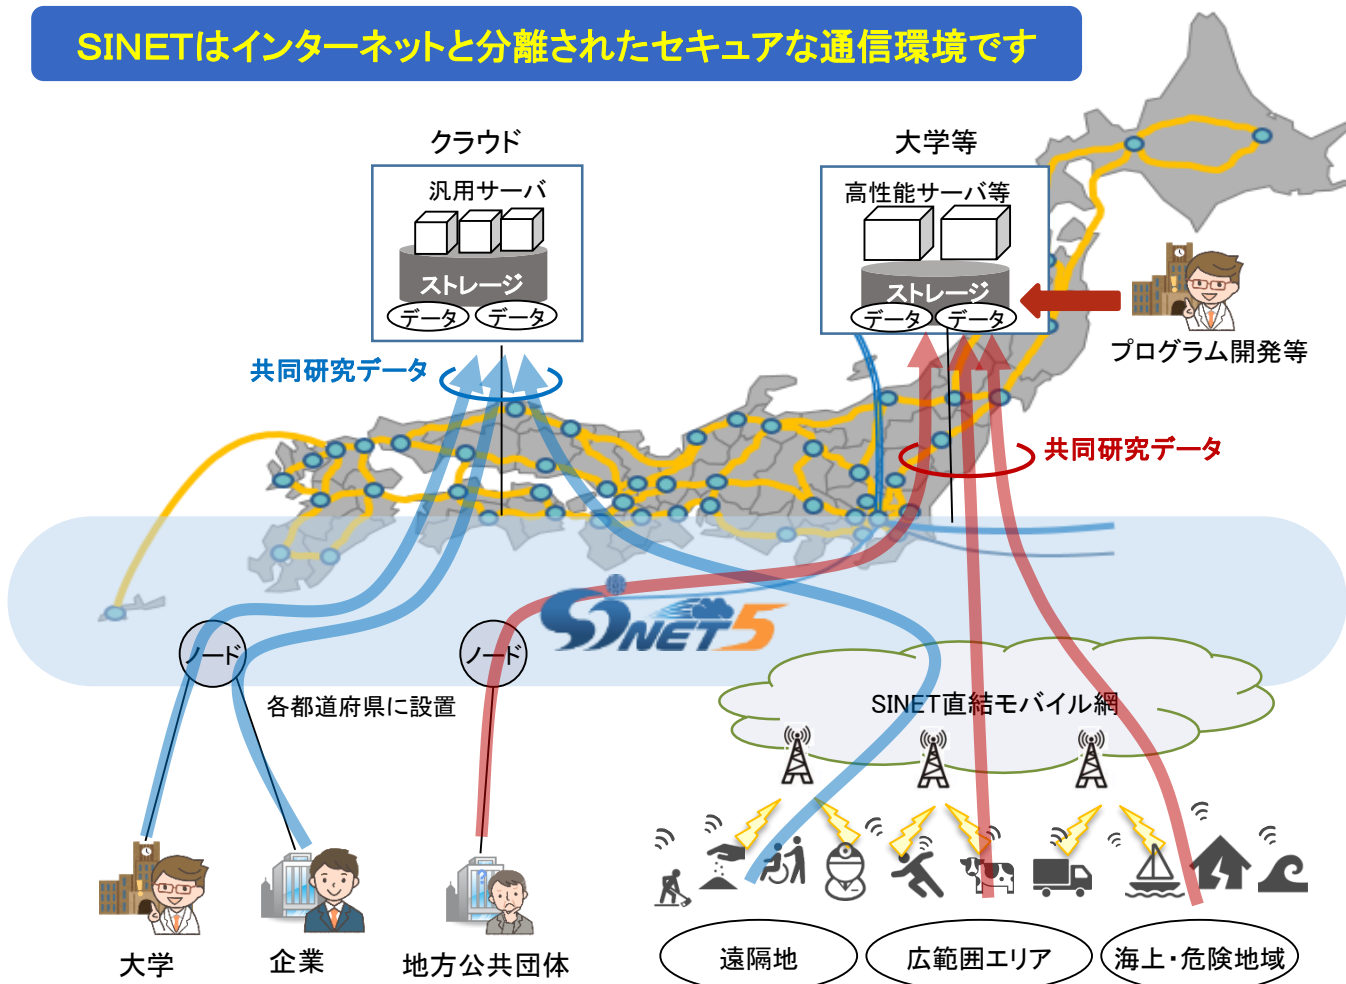 SINETはインターネットと分離されたセキュアな通信環境です
クラウド
汎用サーバ
ストレージ
データ
データ
大学等
高性能サーバ等
ストレージ
データ
データ
プログラム開発等
共同研究データ
共同研究データ
SINET5
ノード
ノード
各都道府県に設置
SINET直結モバイル網
大学
企業
地方公共団体
遠隔地
広範囲エリア
海上・危険地域